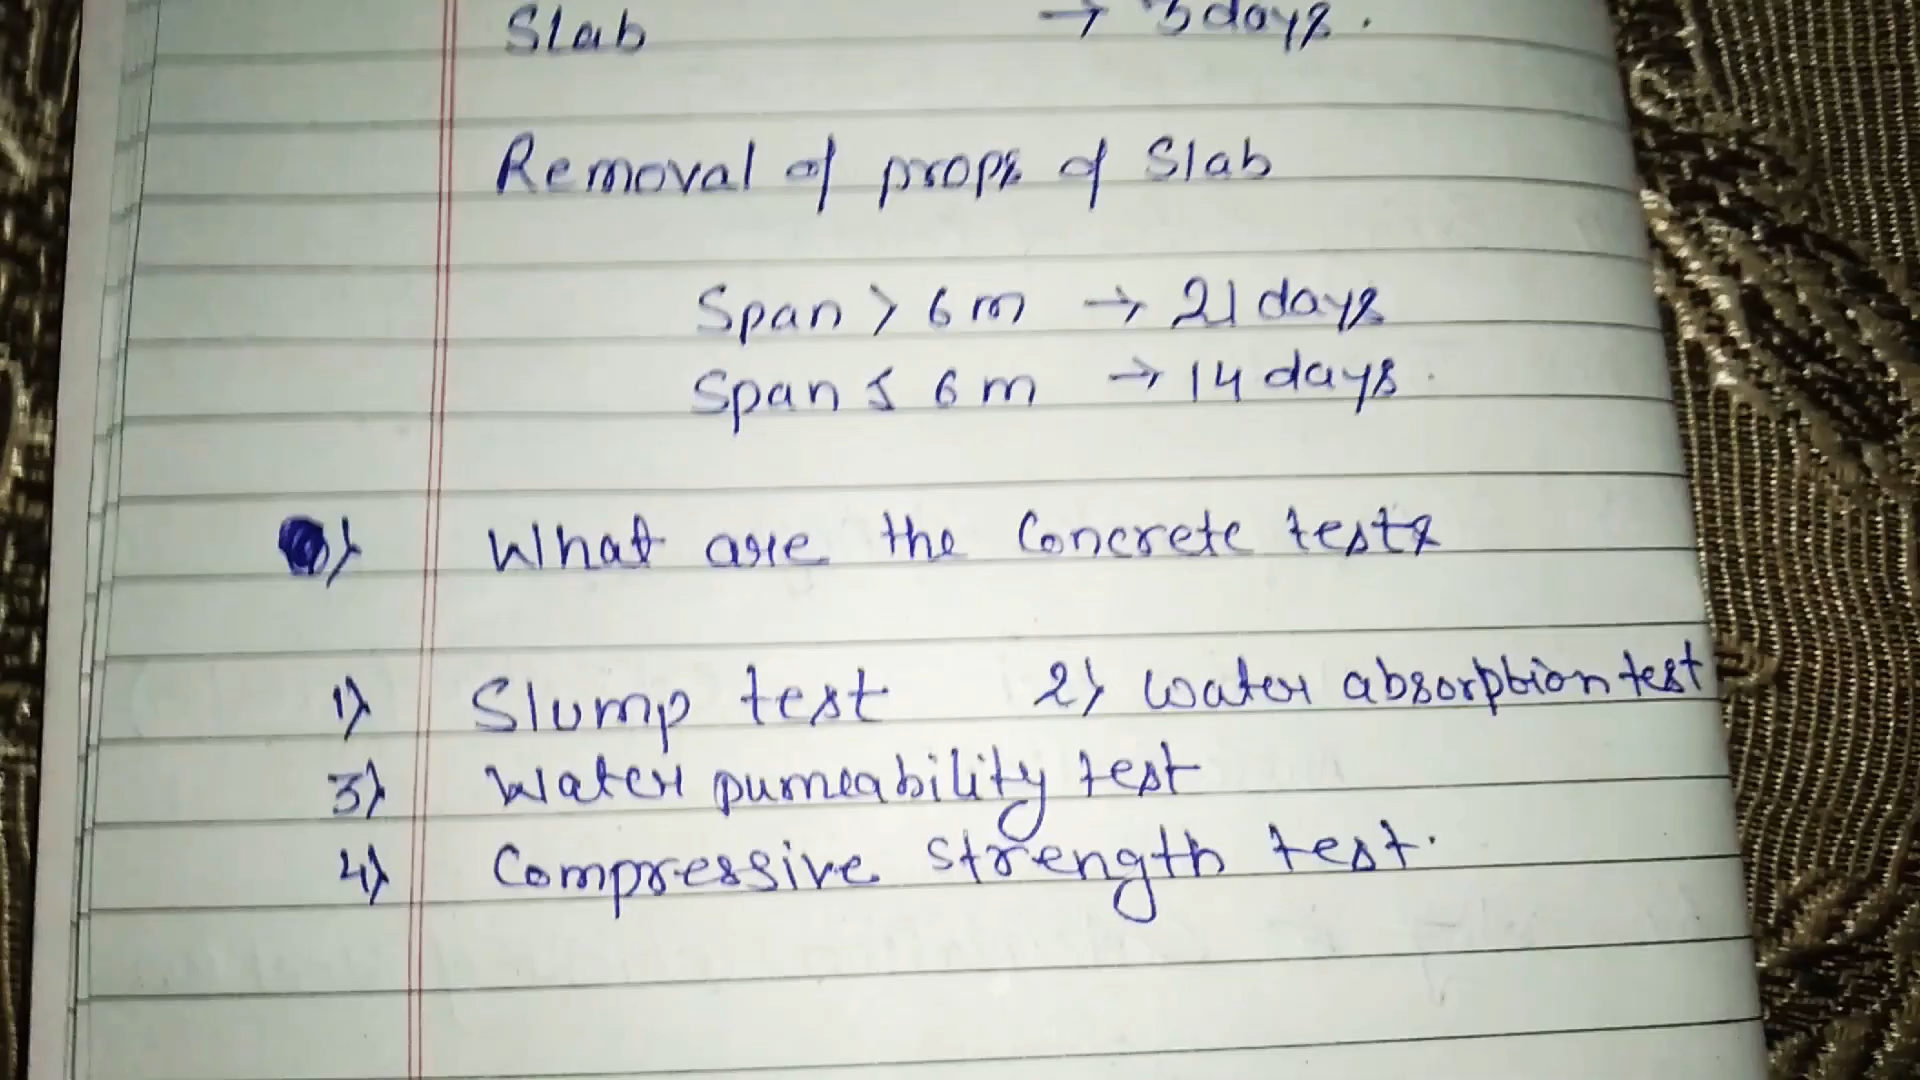 Slab → 3 days.
Removal of props of Slab
Span > 6 m → 21 days
Span ≤ 6 m → 14 days.
What are the Concrete tests
1) Slump test 2) Water absorption test
3) Water purmeability test
4) Compressive strength test.